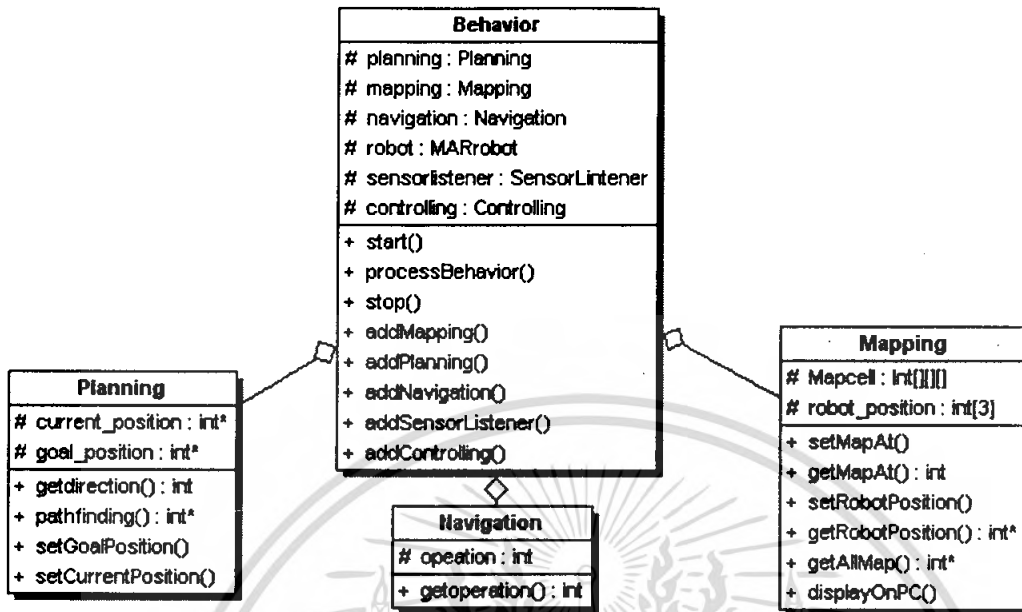 Behavior
# planning : Planning
# mapping : Mapping
# navigation : Navigation
# robot : MARrobot
# sensorlistener : SensorLintener
# controlling : Controlling
+ start()
+ processBehavior()
+ stop()
+ addMapping()
+ addPlanning()
+ addNavigation()
+ addSensorListener()
+ addControlling()
Planning
# current_position : int*
# goal_position : int*
+ getdirection() : int
+ pathfinding() : int*
+ setGoalPosition()
+ setCurrentPosition()
Navigation
# opeation : int
+ getoperation() : int
Mapping
# Mapcell : Int[][][]
# robot_position : int[3]
+ setMapAt()
+ getMapAt() : int
+ setRobotPosition()
+ getRobotPosition() : int*
+ getAllMap() : int*
+ displayOnPC()